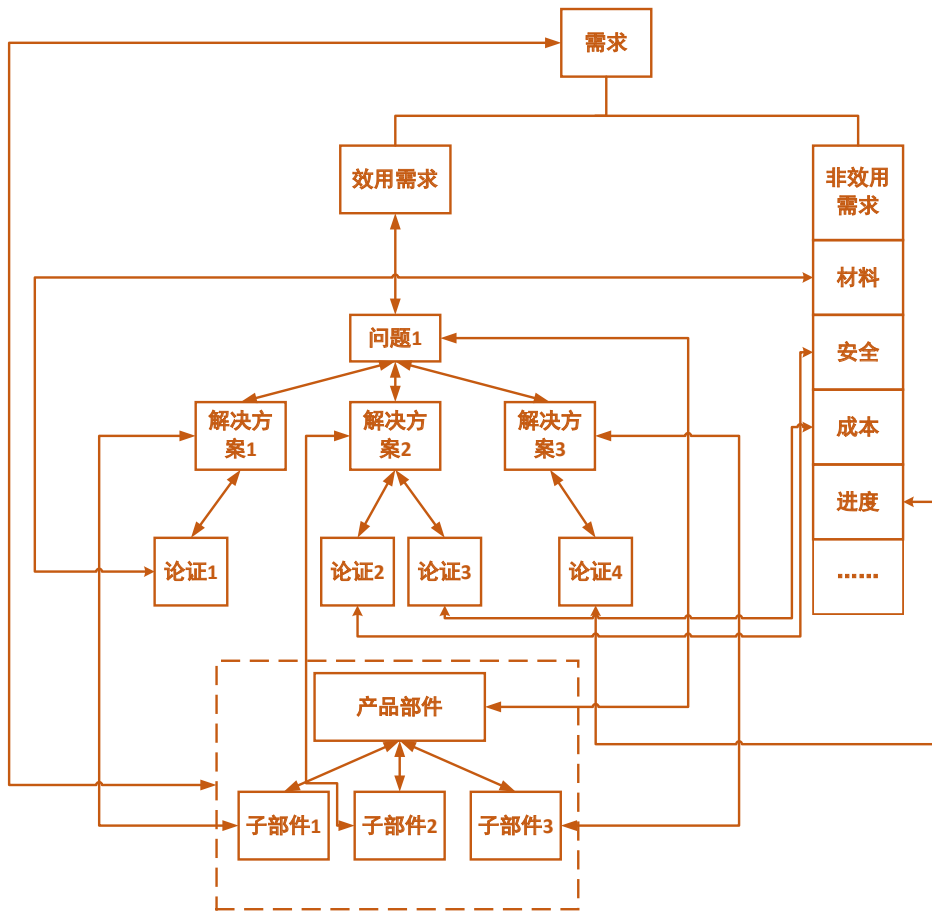 需求
效用需求
非效用
需求
材料
问题1
安全
解决方
案1
解决方
案2
解决方
案3
成本
进度
论证1
论证2
论证3
论证4
……
产品部件
子部件1
子部件2
子部件3